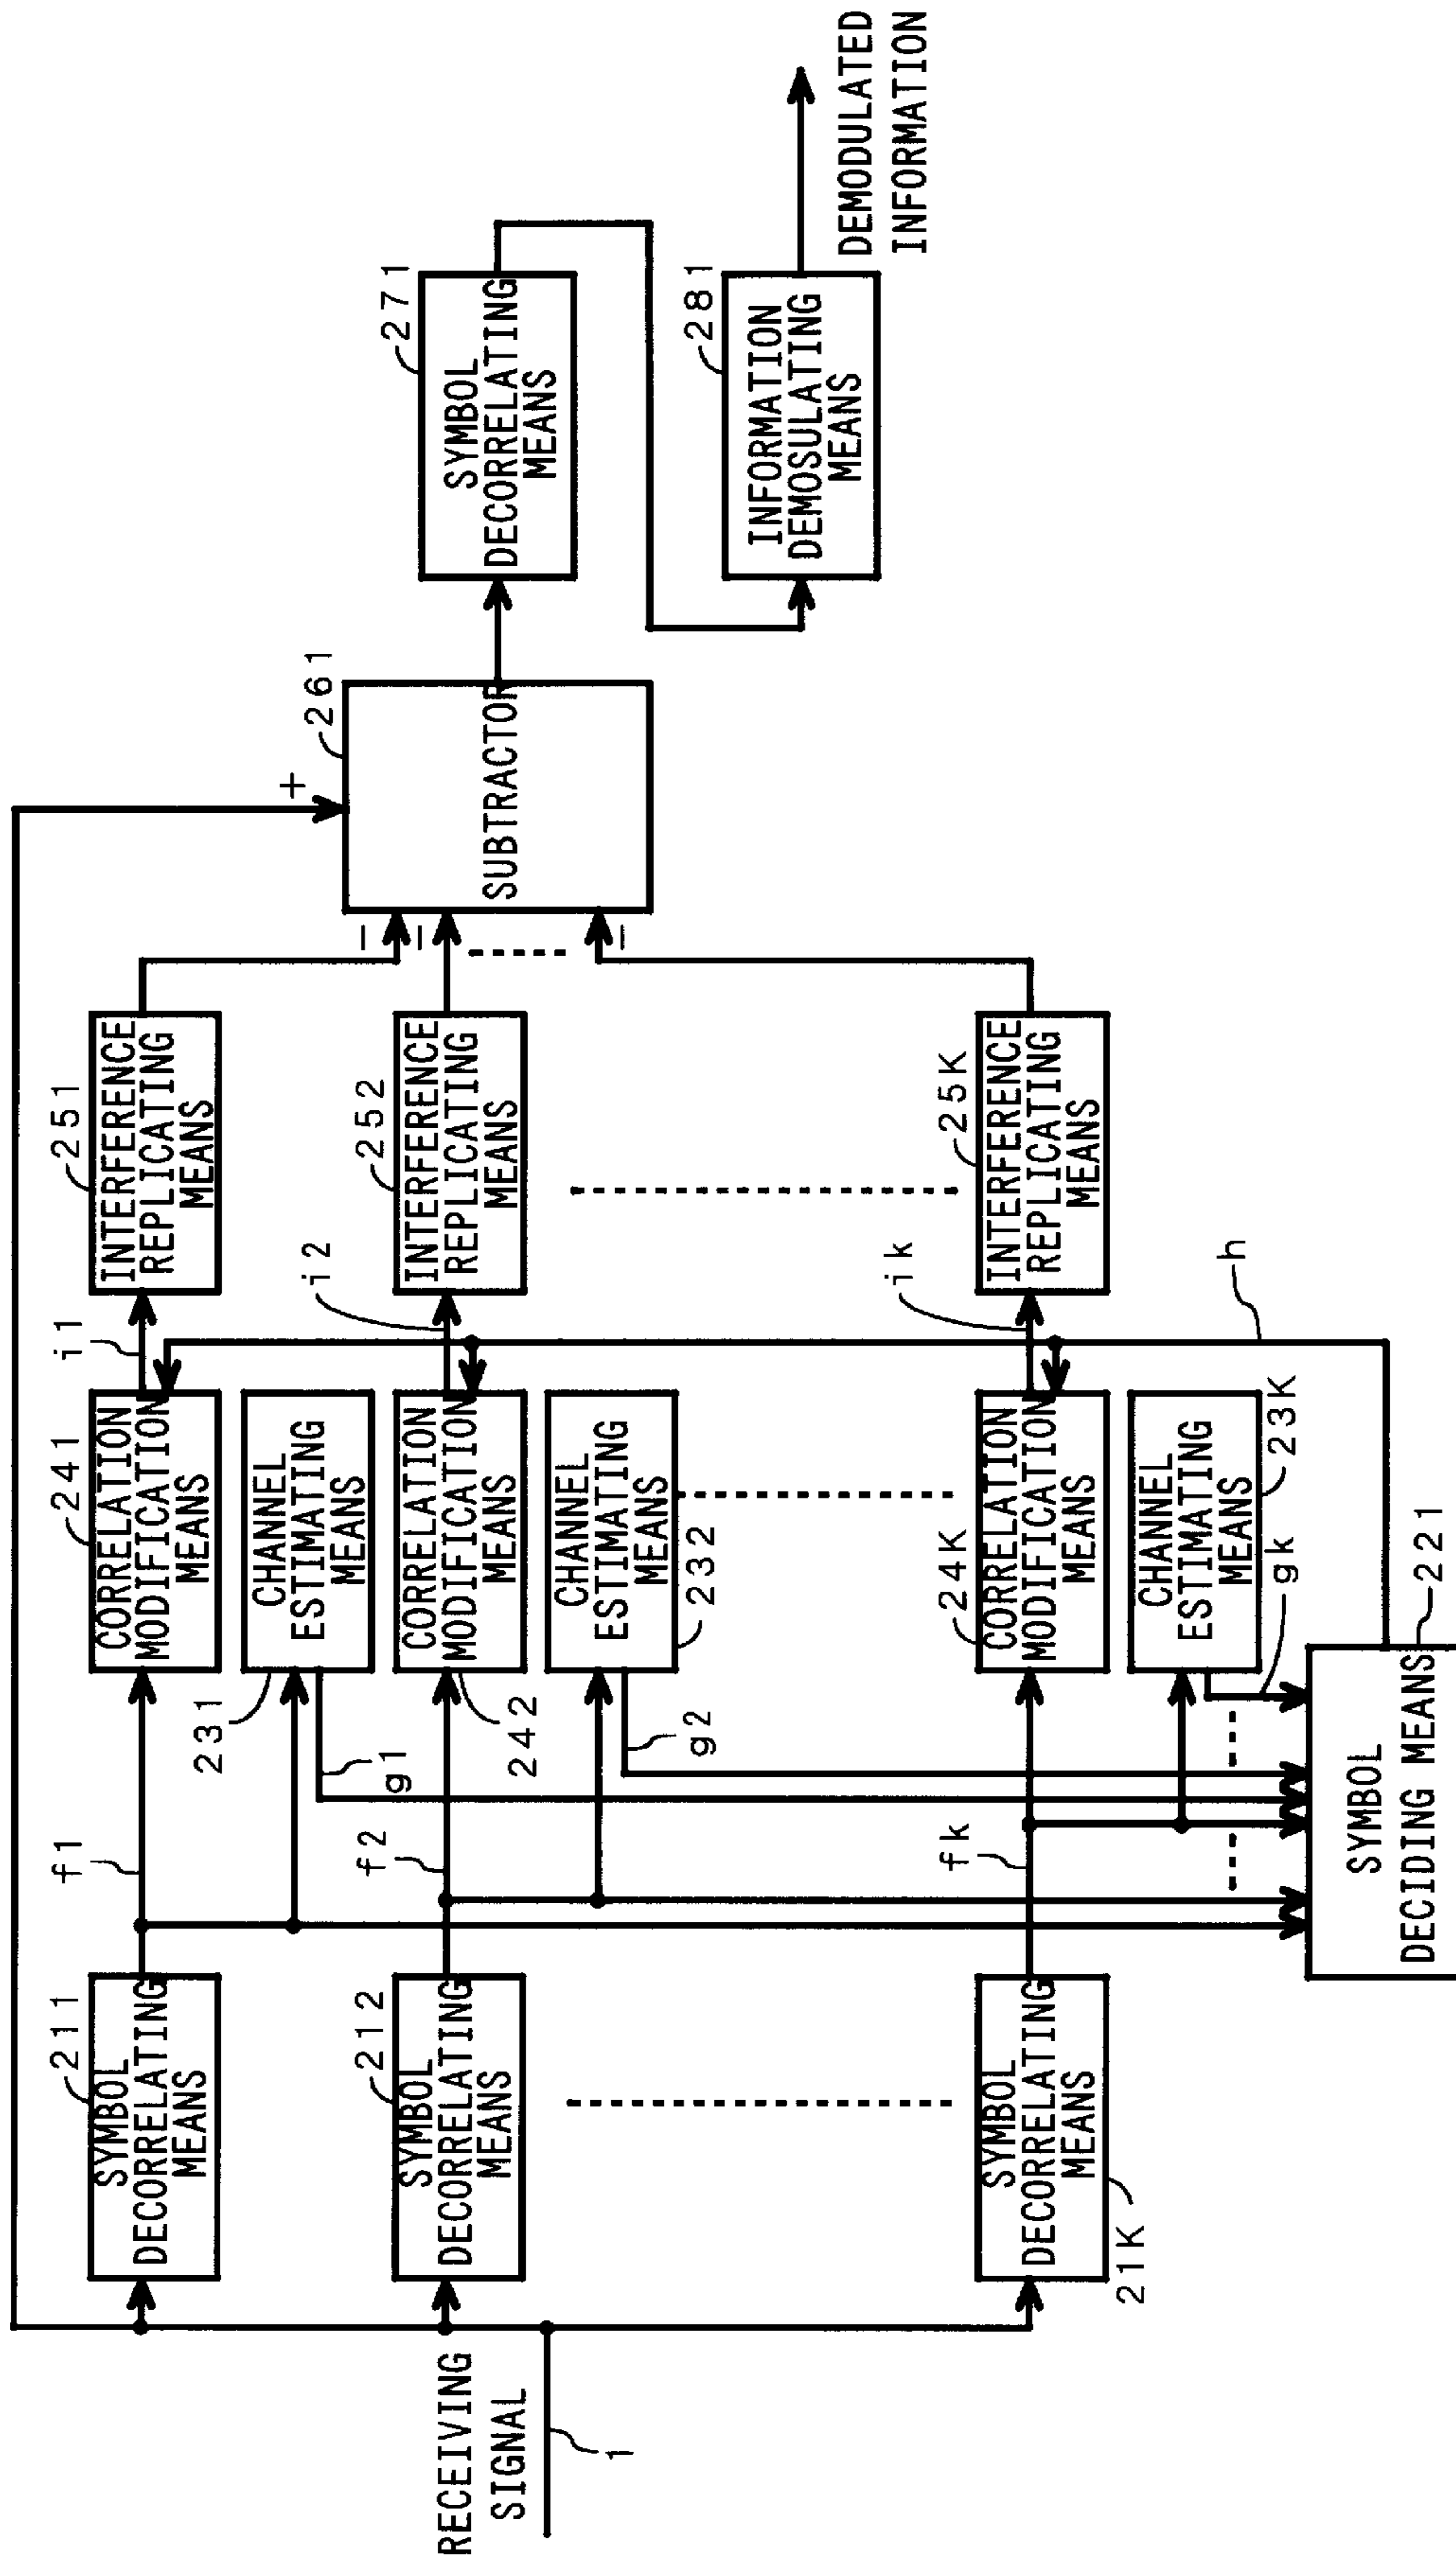 RECEIVING
SIGNAL
1
211
SYMBOL
DECORRELATING
MEANS
212
SYMBOL
DECORRELATING
MEANS
21K
SYMBOL
DECORRELATING
MEANS
f1
f2
fk
231
CHANNEL
ESTIMATING
MEANS
g1
232
CHANNEL
ESTIMATING
MEANS
g2
23K
CHANNEL
ESTIMATING
MEANS
gk
221
SYMBOL
DECIDING MEANS
h
241
CORRELATION
MODIFICATION
MEANS
242
CORRELATION
MODIFICATION
MEANS
24K
CORRELATION
MODIFICATION
MEANS
i1
i2
ik
251
INTERFERENCE
REPLICATING
MEANS
252
INTERFERENCE
REPLICATING
MEANS
25K
INTERFERENCE
REPLICATING
MEANS
+
−
−
−
261
SUBTRACTOR
271
SYMBOL
DECORRELATING
MEANS
281
INFORMATION
DEMOSULATING
MEANS
DEMODULATED
INFORMATION